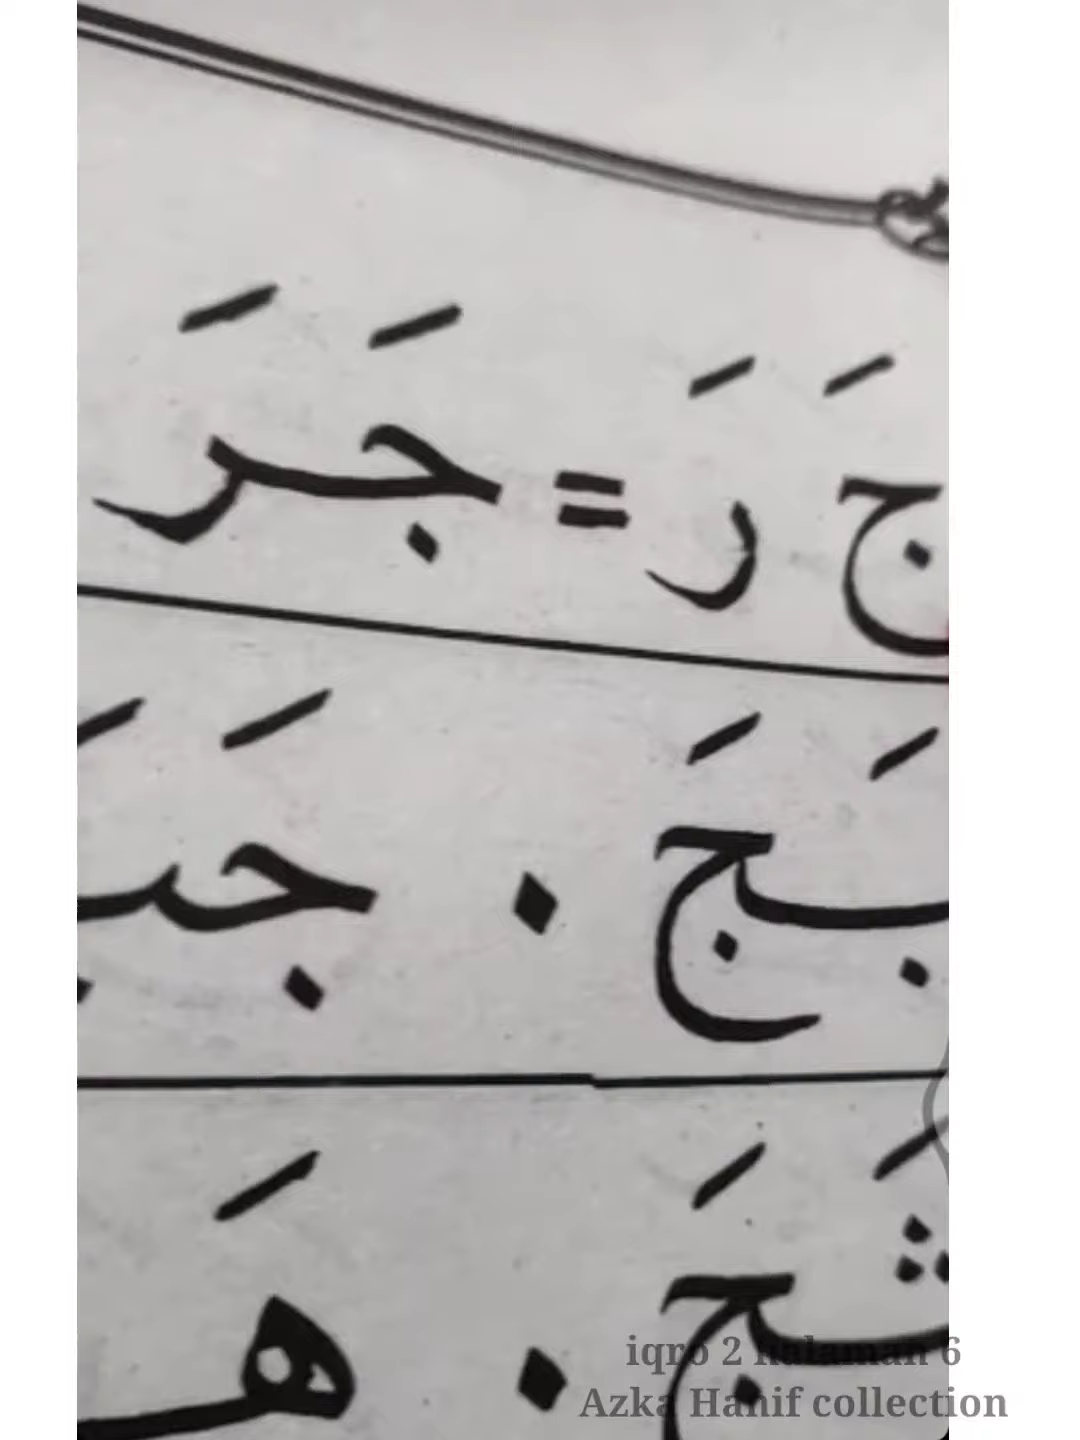 جَ رَ = جَرَ
بَجَ . جَبَ
ثَجَ . هَـ
iqro 2 halaman 6
Azka Hanif collection